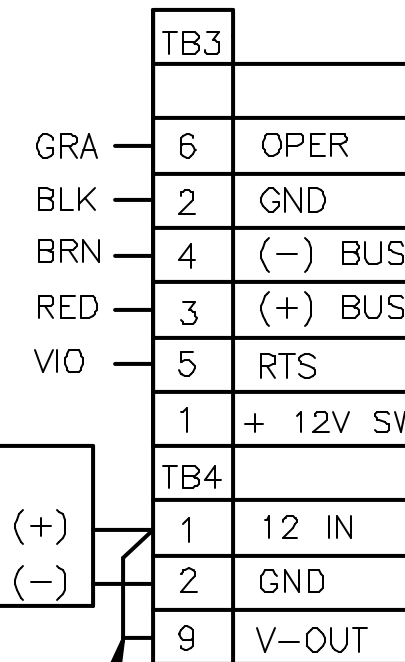 TB3
GRA 6 OPER
BLK 2 GND
BRN 4 (-) BUS
RED 3 (+) BUS
VIO 5 RTS
1 + 12V SW
TB4
(+) 1 12 IN
(-) 2 GND
9 V-OUT